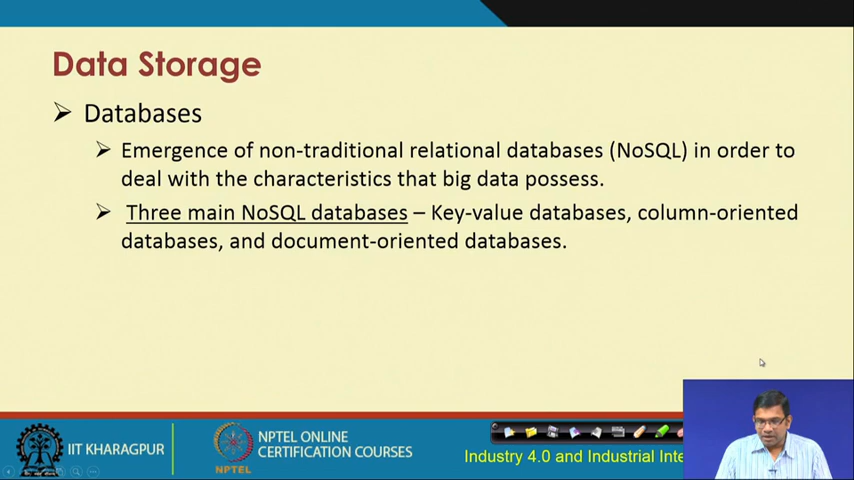 Data Storage
Databases
Emergence of non-traditional relational databases (NoSQL) in order to
deal with the characteristics that big data possess.
Three main NoSQL databases – Key-value databases, column-oriented
databases, and document-oriented databases.
IIT KHARAGPUR
NPTEL
NPTEL ONLINE
CERTIFICATION COURSES
Industry 4.0 and Industrial Inte